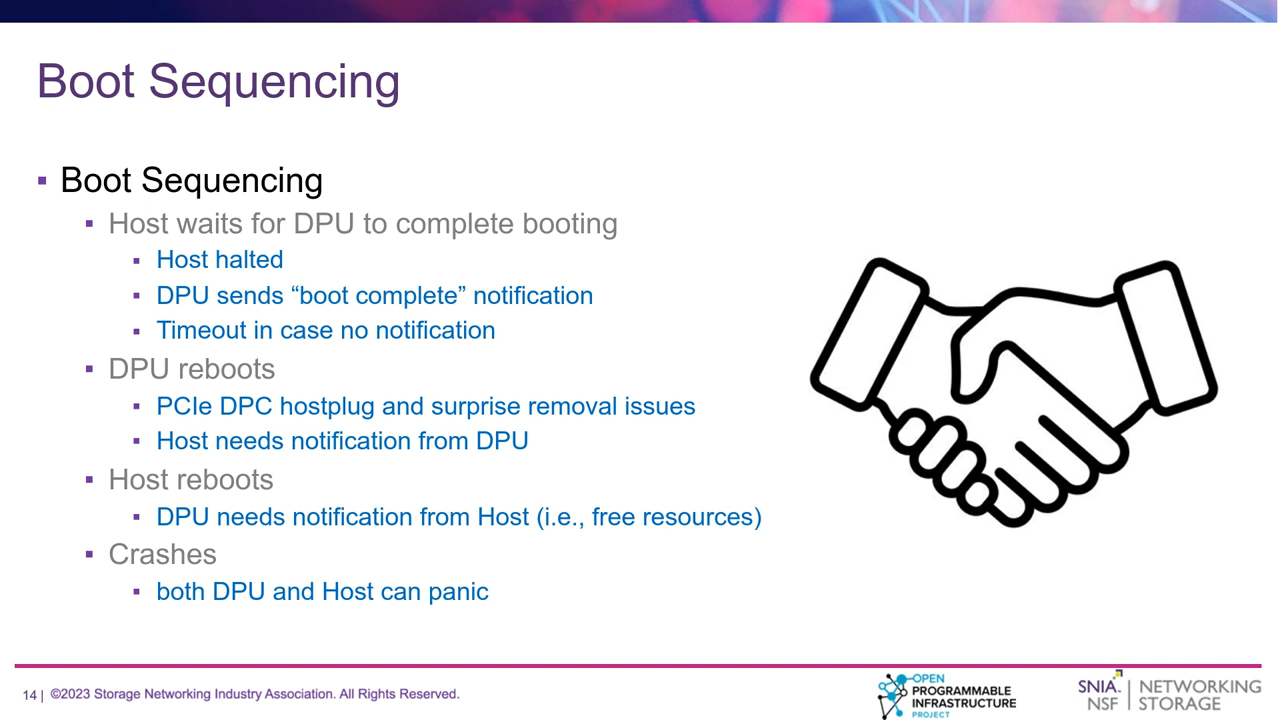 Boot Sequencing
▪ Boot Sequencing
▪ Host waits for DPU to complete booting
▪ Host halted
▪ DPU sends “boot complete” notification
▪ Timeout in case no notification
▪ DPU reboots
▪ PCIe DPC hostplug and surprise removal issues
▪ Host needs notification from DPU
▪ Host reboots
▪ DPU needs notification from Host (i.e., free resources)
▪ Crashes
▪ both DPU and Host can panic
14 | ©2023 Storage Networking Industry Association. All Rights Reserved.
OPEN
PROGRAMMABLE
INFRASTRUCTURE
PROJECT
SNIA. | NETWORKING
NSF | STORAGE